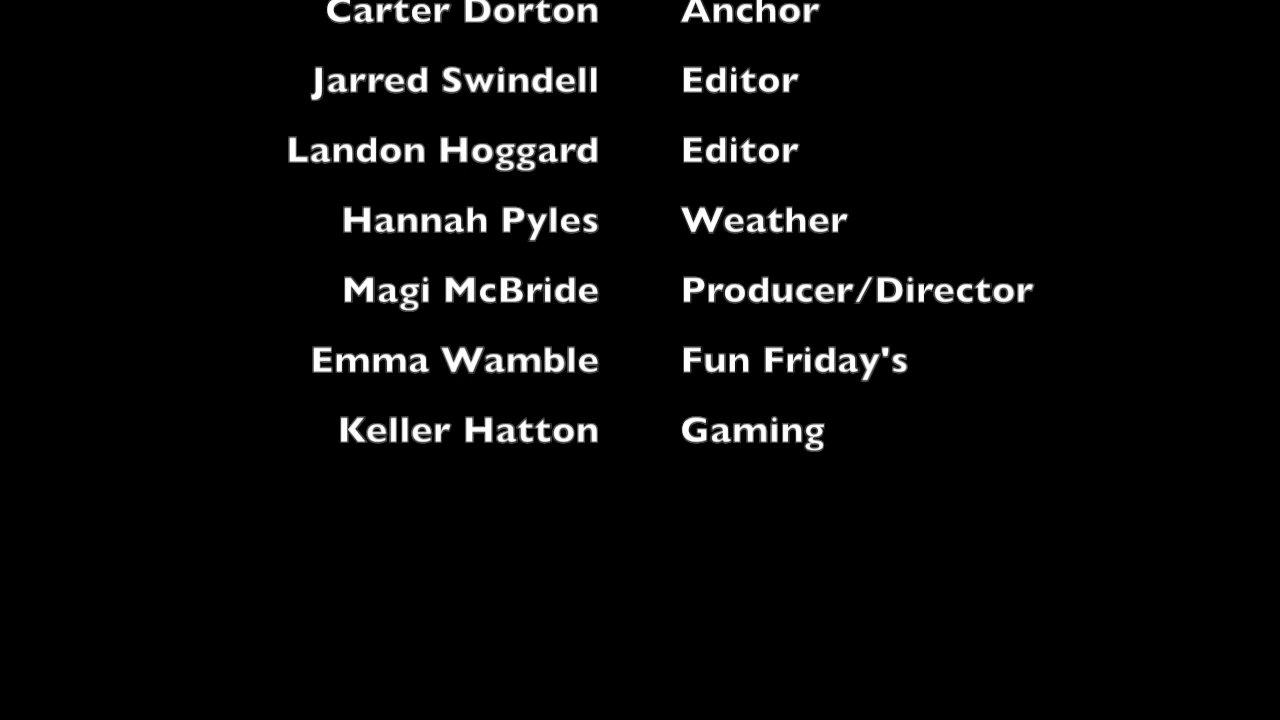 Carter Dorton Anchor
Jarred Swindell Editor
Landon Hoggard Editor
Hannah Pyles Weather
Magi McBride Producer/Director
Emma Wamble Fun Friday's
Keller Hatton Gaming